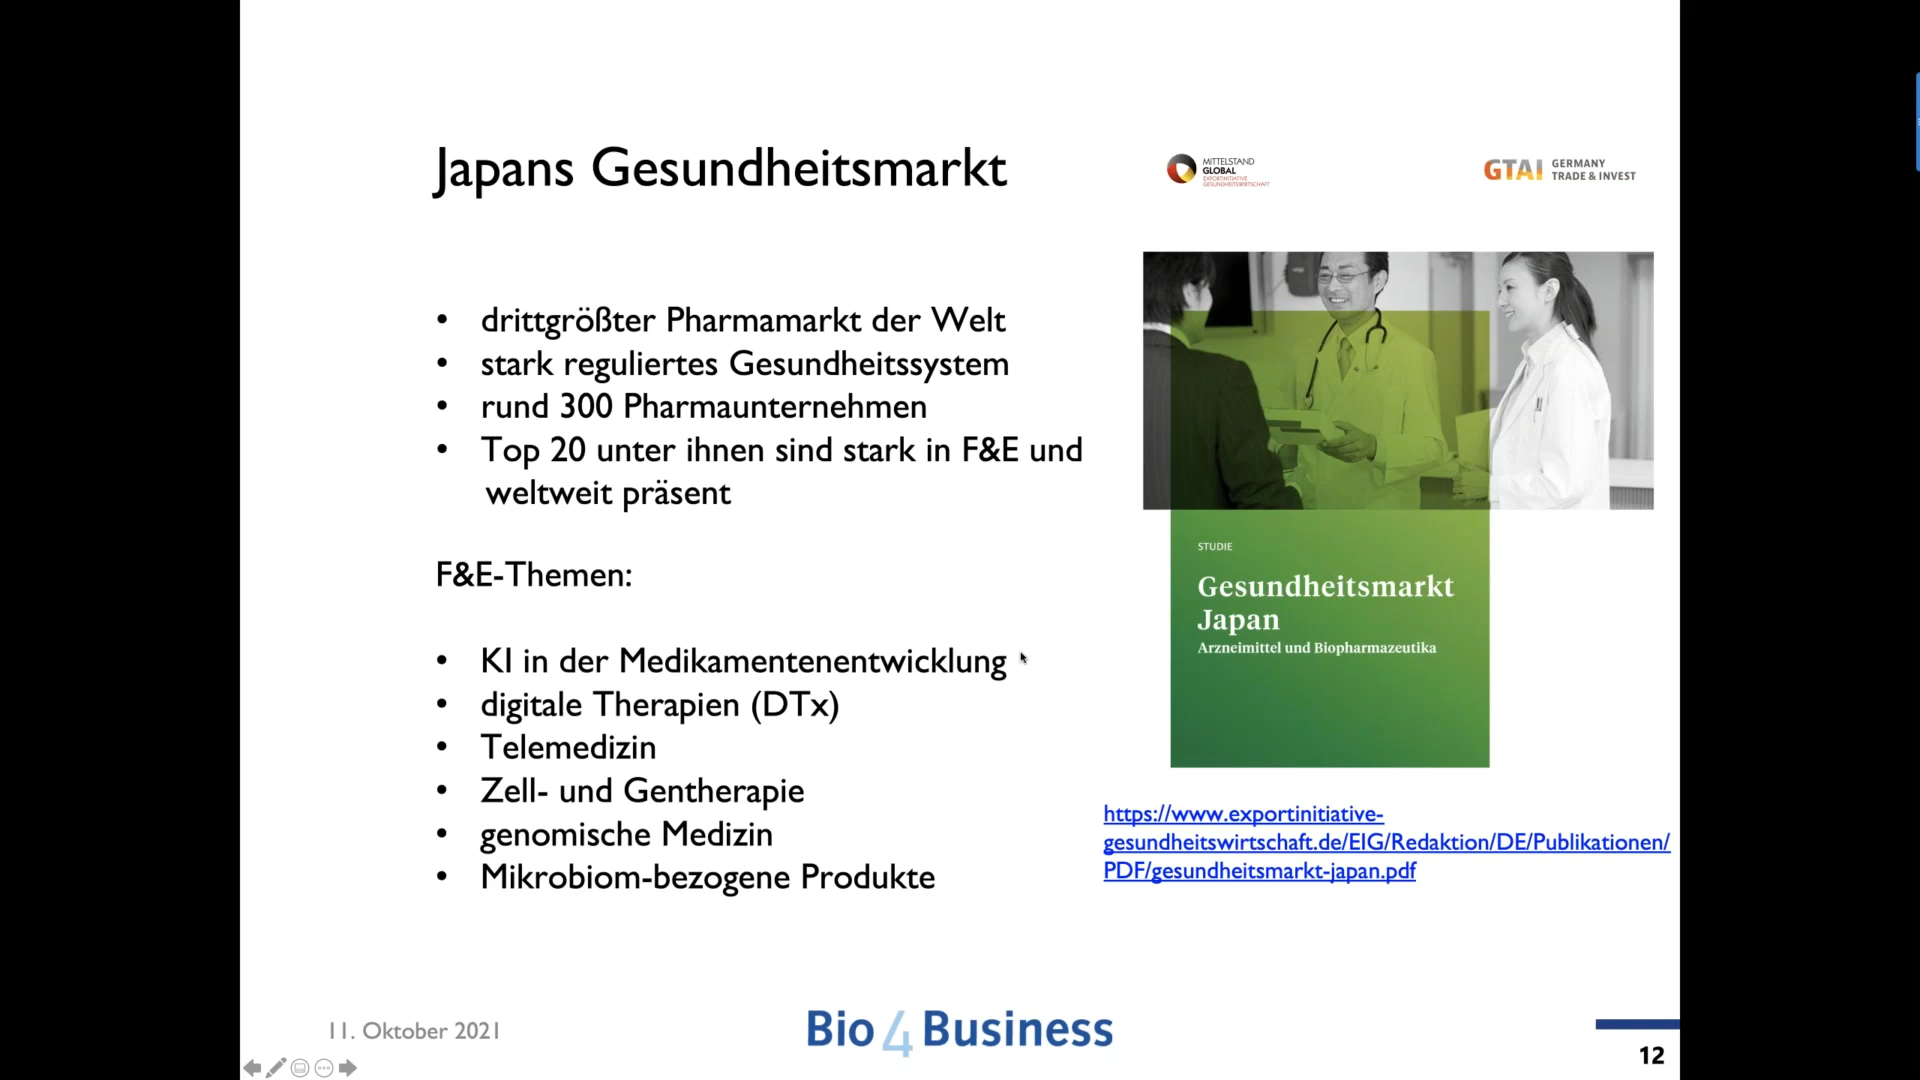 Japans Gesundheitsmarkt
MITTELSTAND
GLOBAL
EXPORTINITIATIVE
GESUNDHEITSWIRTSCHAFT
GTAI GERMANY
TRADE & INVEST
• drittgrößter Pharmamarkt der Welt
• stark reguliertes Gesundheitssystem
• rund 300 Pharmaunternehmen
• Top 20 unter ihnen sind stark in F&E und
weltweit präsent
F&E-Themen:
• KI in der Medikamentenentwicklung
• digitale Therapien (DTx)
• Telemedizin
• Zell- und Gentherapie
• genomische Medizin
• Mikrobiom-bezogene Produkte
STUDIE
Gesundheitsmarkt
Japan
Arzneimittel und Biopharmazeutika
https://www.exportinitiative-
gesundheitswirtschaft.de/EIG/Redaktion/DE/Publikationen/
PDF/gesundheitsmarkt-japan.pdf
11. Oktober 2021
Bio4Business
12